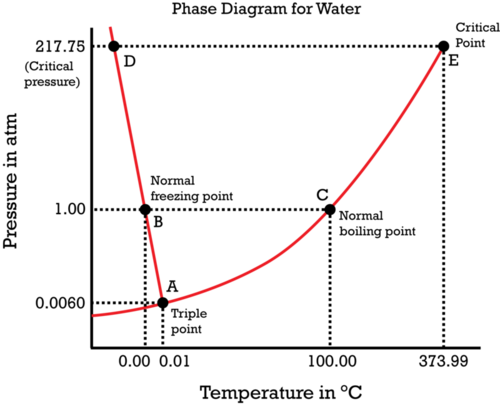 Phase Diagram for Water
Critical
Point
217.75
(Critical
pressure)
D
E
Normal
freezing point
C
1.00
B
Normal
boiling point
A
0.0060
Triple
point
0.00
0.01
100.00
373.99
Pressure in atm
Temperature in °C